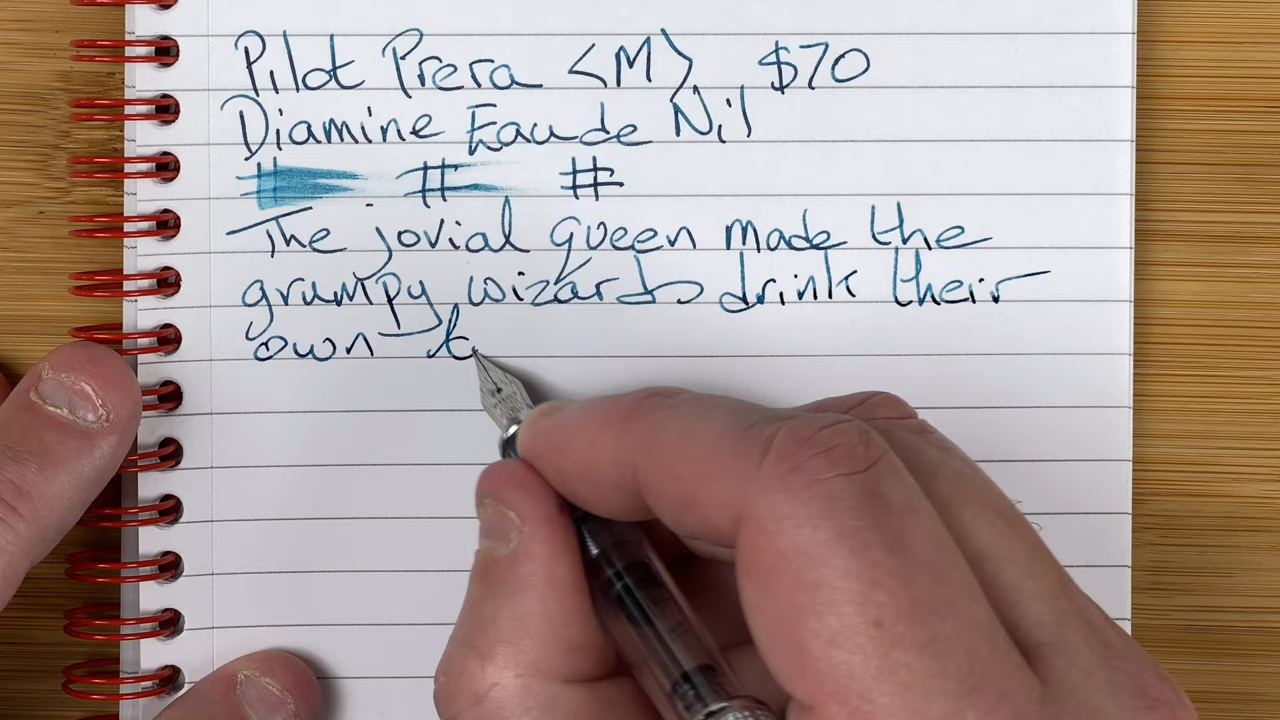 Pilot Prera <M> $70
Diamine Eau de Nil
# # #
The jovial queen made the
grumpy wizards drink their
own t